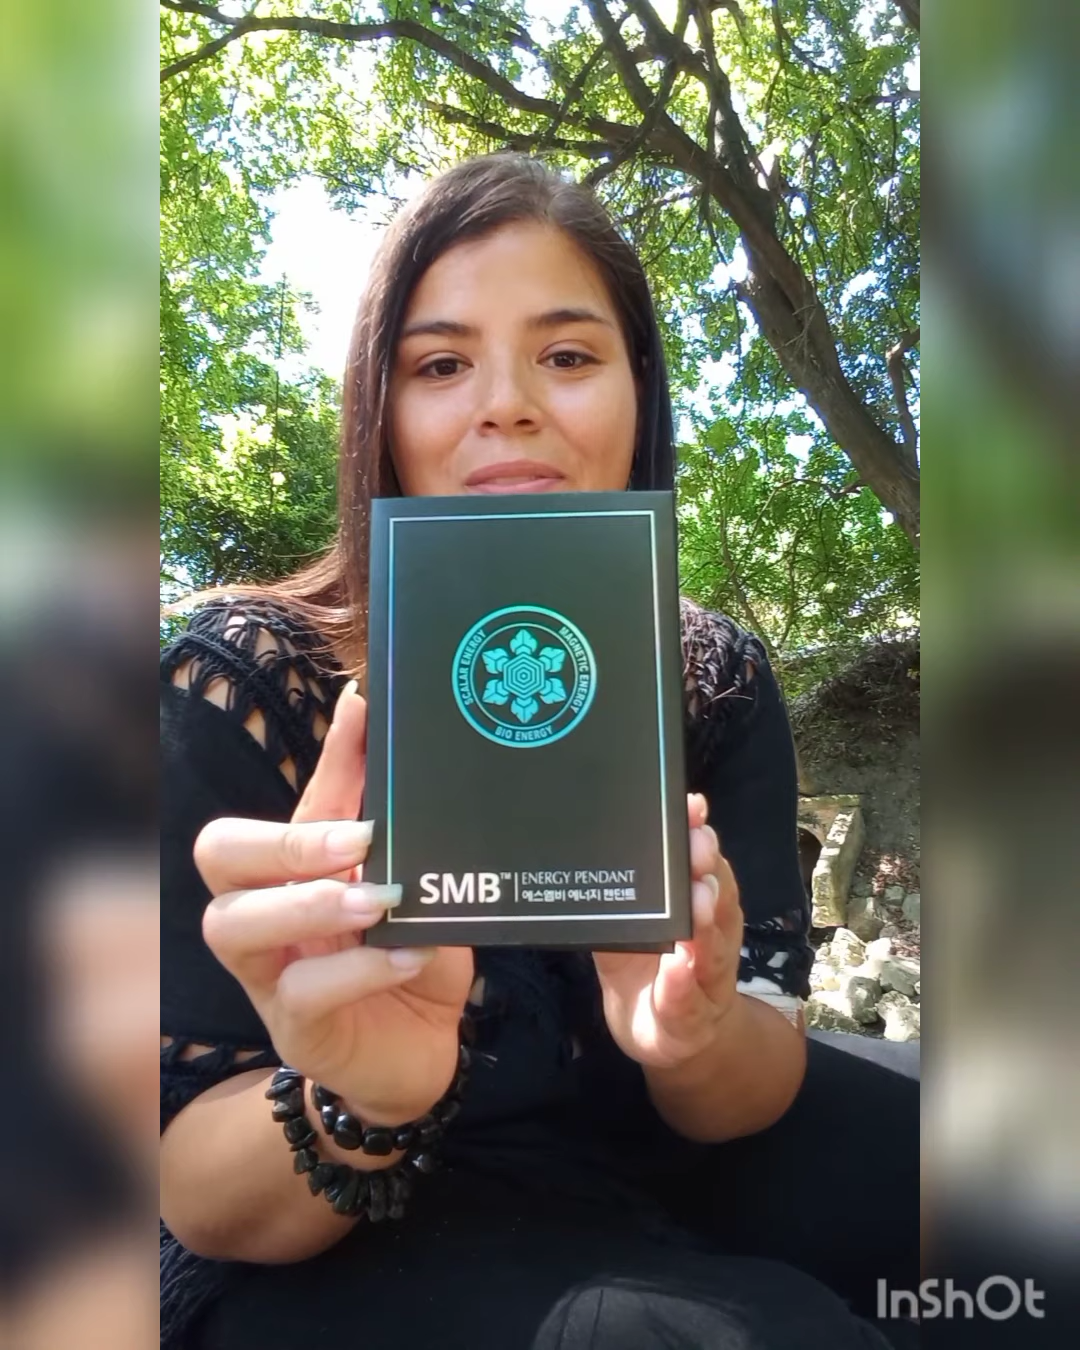 SCALAR ENERGY
MAGNETIC ENERGY
BIO ENERGY
SMB™ | ENERGY PENDANT
에스엠비 에너지 펜던트
InShOt